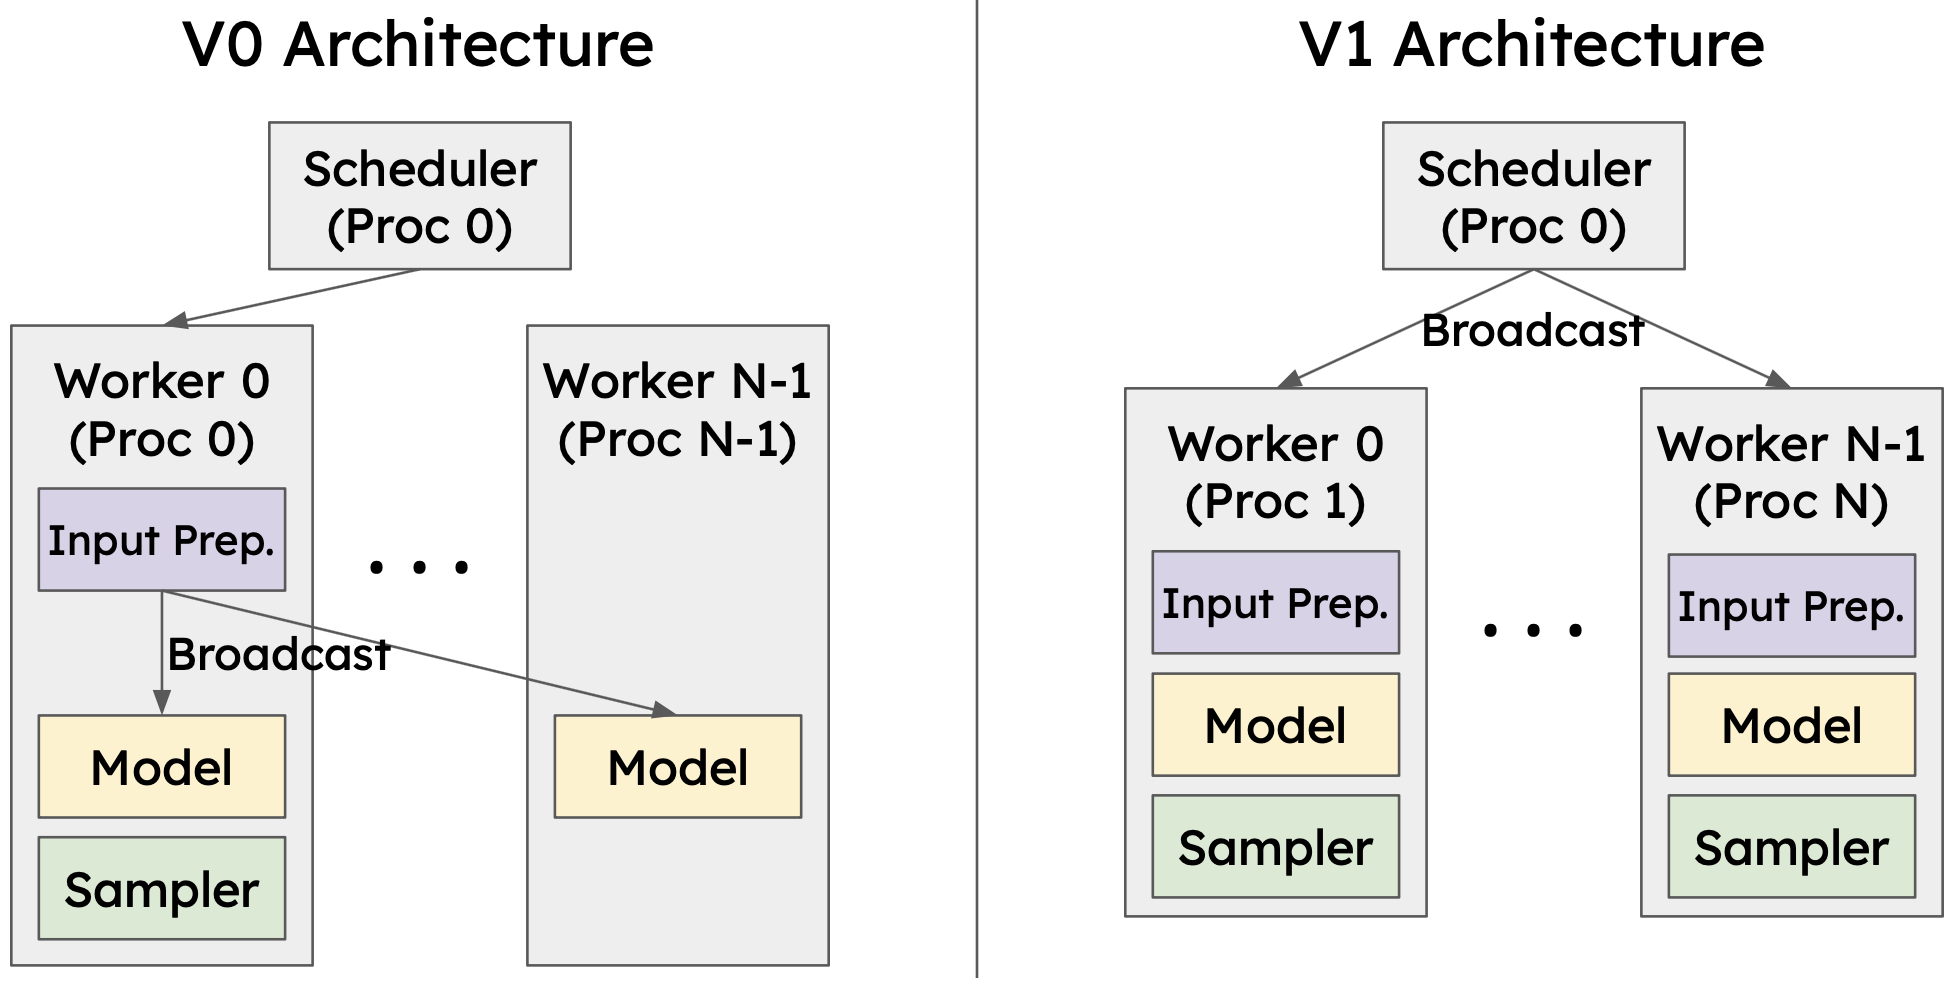 V0 Architecture
Scheduler
(Proc 0)
Worker 0
(Proc 0)
Input Prep.
Broadcast
Model
Sampler
. . .
Worker N-1
(Proc N-1)
Model
V1 Architecture
Scheduler
(Proc 0)
Broadcast
Worker 0
(Proc 1)
Input Prep.
Model
Sampler
. . .
Worker N-1
(Proc N)
Input Prep.
Model
Sampler